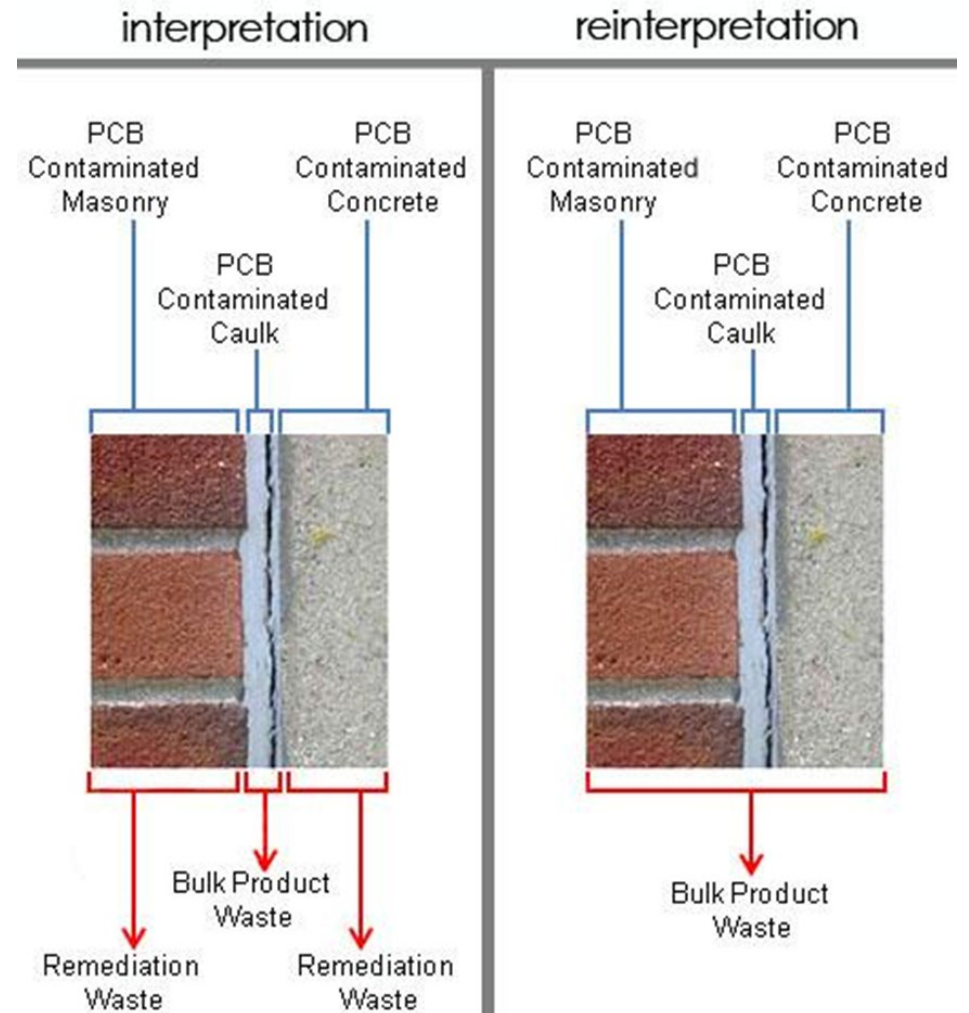 interpretation
PCB
Contaminated
Masonry
PCB
Contaminated
Concrete
PCB
Contaminated
Caulk
Bulk Product
Waste
Remediation
Waste
Remediation
Waste
reinterpretation
PCB
Contaminated
Masonry
PCB
Contaminated
Concrete
PCB
Contaminated
Caulk
Bulk Product
Waste